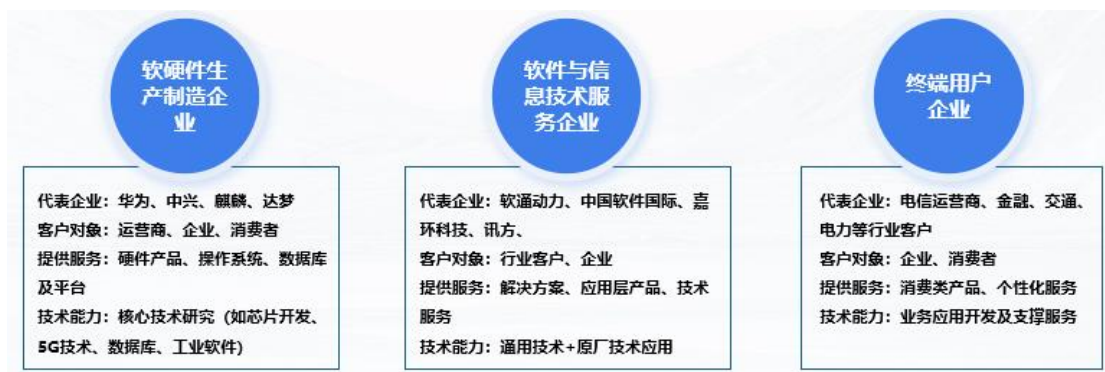 软硬件生
产制造企
业
代表企业：华为、中兴、麒麟、达梦
客户对象：运营商、企业、消费者
提供服务：硬件产品、操作系统、数据库
及平台
技术能力：核心技术研究（如芯片开发、
5G技术、数据库、工业软件)
软件与信
息技术服
务企业
代表企业：软通动力、中国软件国际、嘉
环科技、讯方、
客户对象：行业客户、企业
提供服务：解决方案、应用层产品、技术
服务
技术能力：通用技术+原厂技术应用
终端用户
企业
代表企业：电信运营商、金融、交通、
电力等行业客户
客户对象：企业、消费者
提供服务：消费类产品、个性化服务
技术能力：业务应用开发及支撑服务